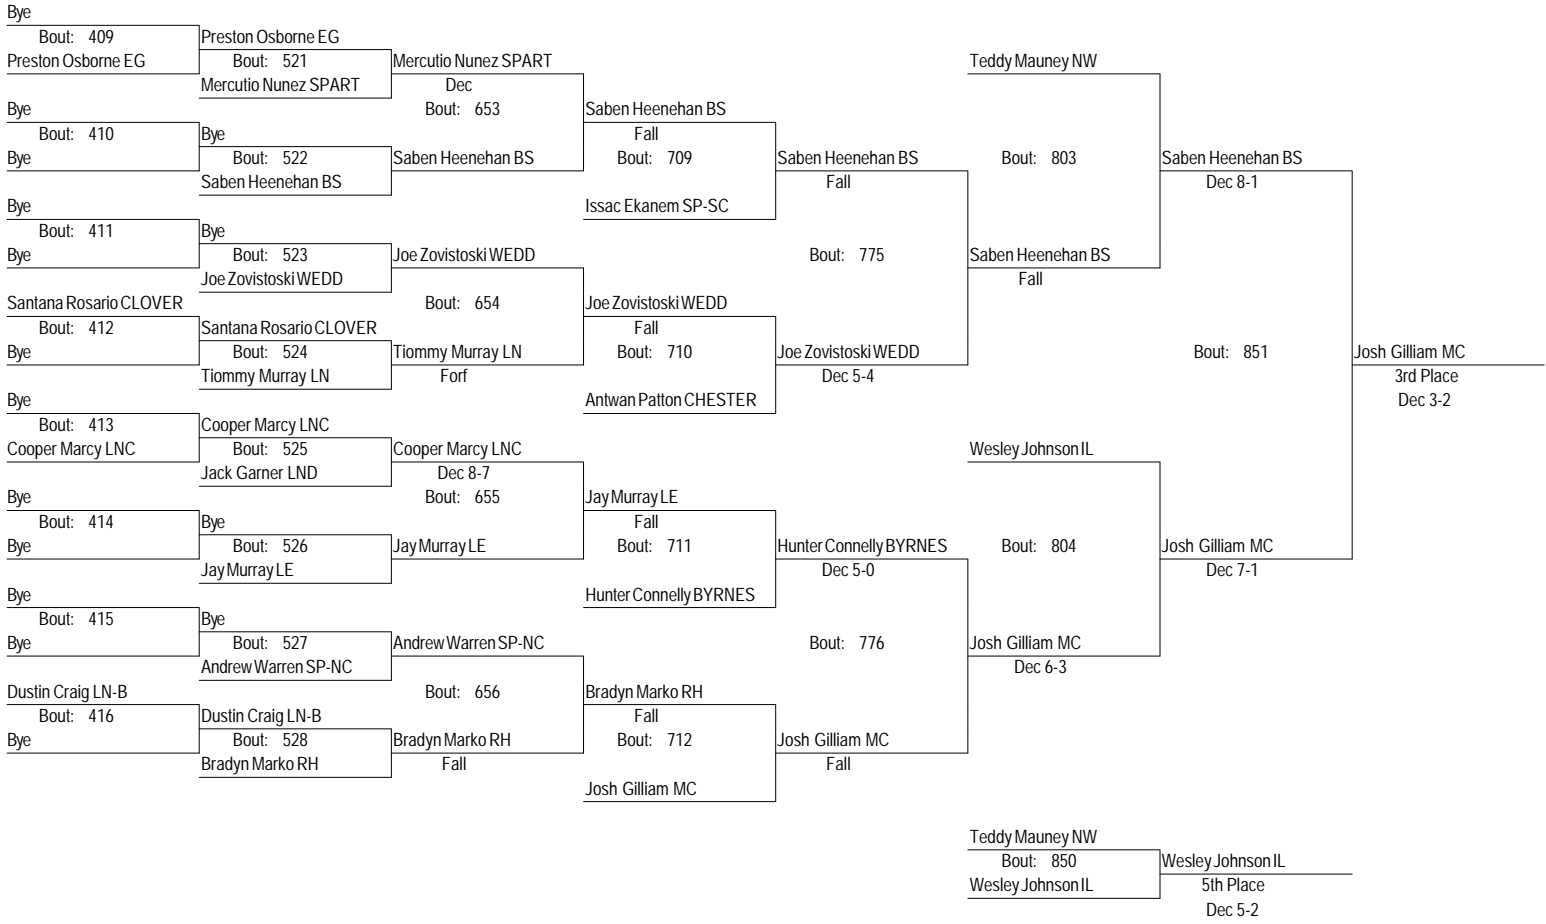 Bye
Bout: 409
Preston Osborne EG
Preston Osborne EG
Bout: 521
Mercutio Nunez SPART
Mercutio Nunez SPART
Dec
Bout: 653
Bye
Bout: 410
Bye
Bye
Bout: 522
Saben Heenehan BS
Saben Heenehan BS
Saben Heenehan BS
Fall
Bout: 709
Issac Ekanem SP-SC
Saben Heenehan BS
Fall
Bout: 775
Bye
Bout: 411
Bye
Bye
Bout: 523
Joe Zovistoski WEDD
Joe Zovistoski WEDD
Bout: 654
Santana Rosario CLOVER
Bout: 412
Bye
Santana Rosario CLOVER
Bout: 524
Tiommy Murray LN
Tiommy Murray LN
Forf
Joe Zovistoski WEDD
Fall
Bout: 710
Antwan Patton CHESTER
Joe Zovistoski WEDD
Dec 5-4
Teddy Mauney NW
Bout: 803
Saben Heenehan BS
Fall
Saben Heenehan BS
Dec 8-1
Bout: 851
Josh Gilliam MC
3rd Place
Dec 3-2
Bye
Bout: 413
Cooper Marcy LNC
Cooper Marcy LNC
Bout: 525
Jack Garner LND
Cooper Marcy LNC
Dec 8-7
Bout: 655
Bye
Bout: 414
Bye
Bye
Bout: 526
Jay Murray LE
Jay Murray LE
Jay Murray LE
Fall
Bout: 711
Hunter Connelly BYRNES
Hunter Connelly BYRNES
Dec 5-0
Bout: 776
Bye
Bout: 415
Bye
Bye
Bout: 527
Andrew Warren SP-NC
Andrew Warren SP-NC
Bout: 656
Dustin Craig LN-B
Bout: 416
Bye
Dustin Craig LN-B
Bout: 528
Bradyn Marko RH
Bradyn Marko RH
Fall
Bradyn Marko RH
Fall
Bout: 712
Josh Gilliam MC
Josh Gilliam MC
Fall
Wesley Johnson IL
Bout: 804
Josh Gilliam MC
Dec 6-3
Josh Gilliam MC
Dec 7-1
Teddy Mauney NW
Bout: 850
Wesley Johnson IL
Wesley Johnson IL
5th Place
Dec 5-2